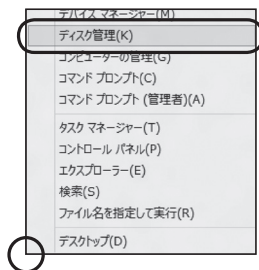 デバイス マネージャー(M)
ディスク管理(K)
コンピューターの管理(G)
コマンド プロンプト(C)
コマンド プロンプト (管理者)(A)
タスク マネージャー(T)
コントロール パネル(P)
エクスプローラー(E)
検索(S)
ファイル名を指定して実行(R)
デスクトップ(D)